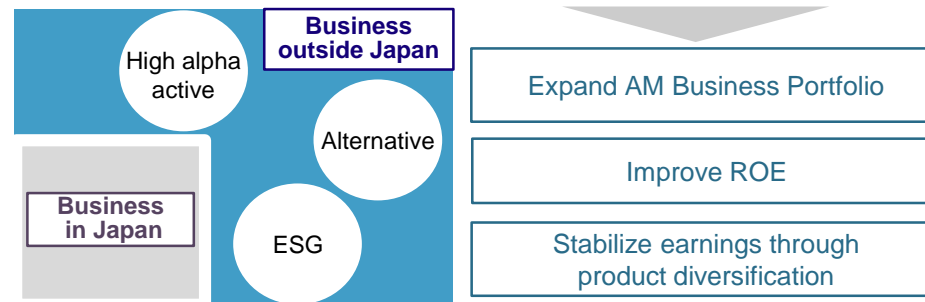 Business
outside Japan
High alpha
active
Alternative
Business
in Japan
ESG
Expand AM Business Portfolio
Improve ROE
Stabilize earnings through
product diversification